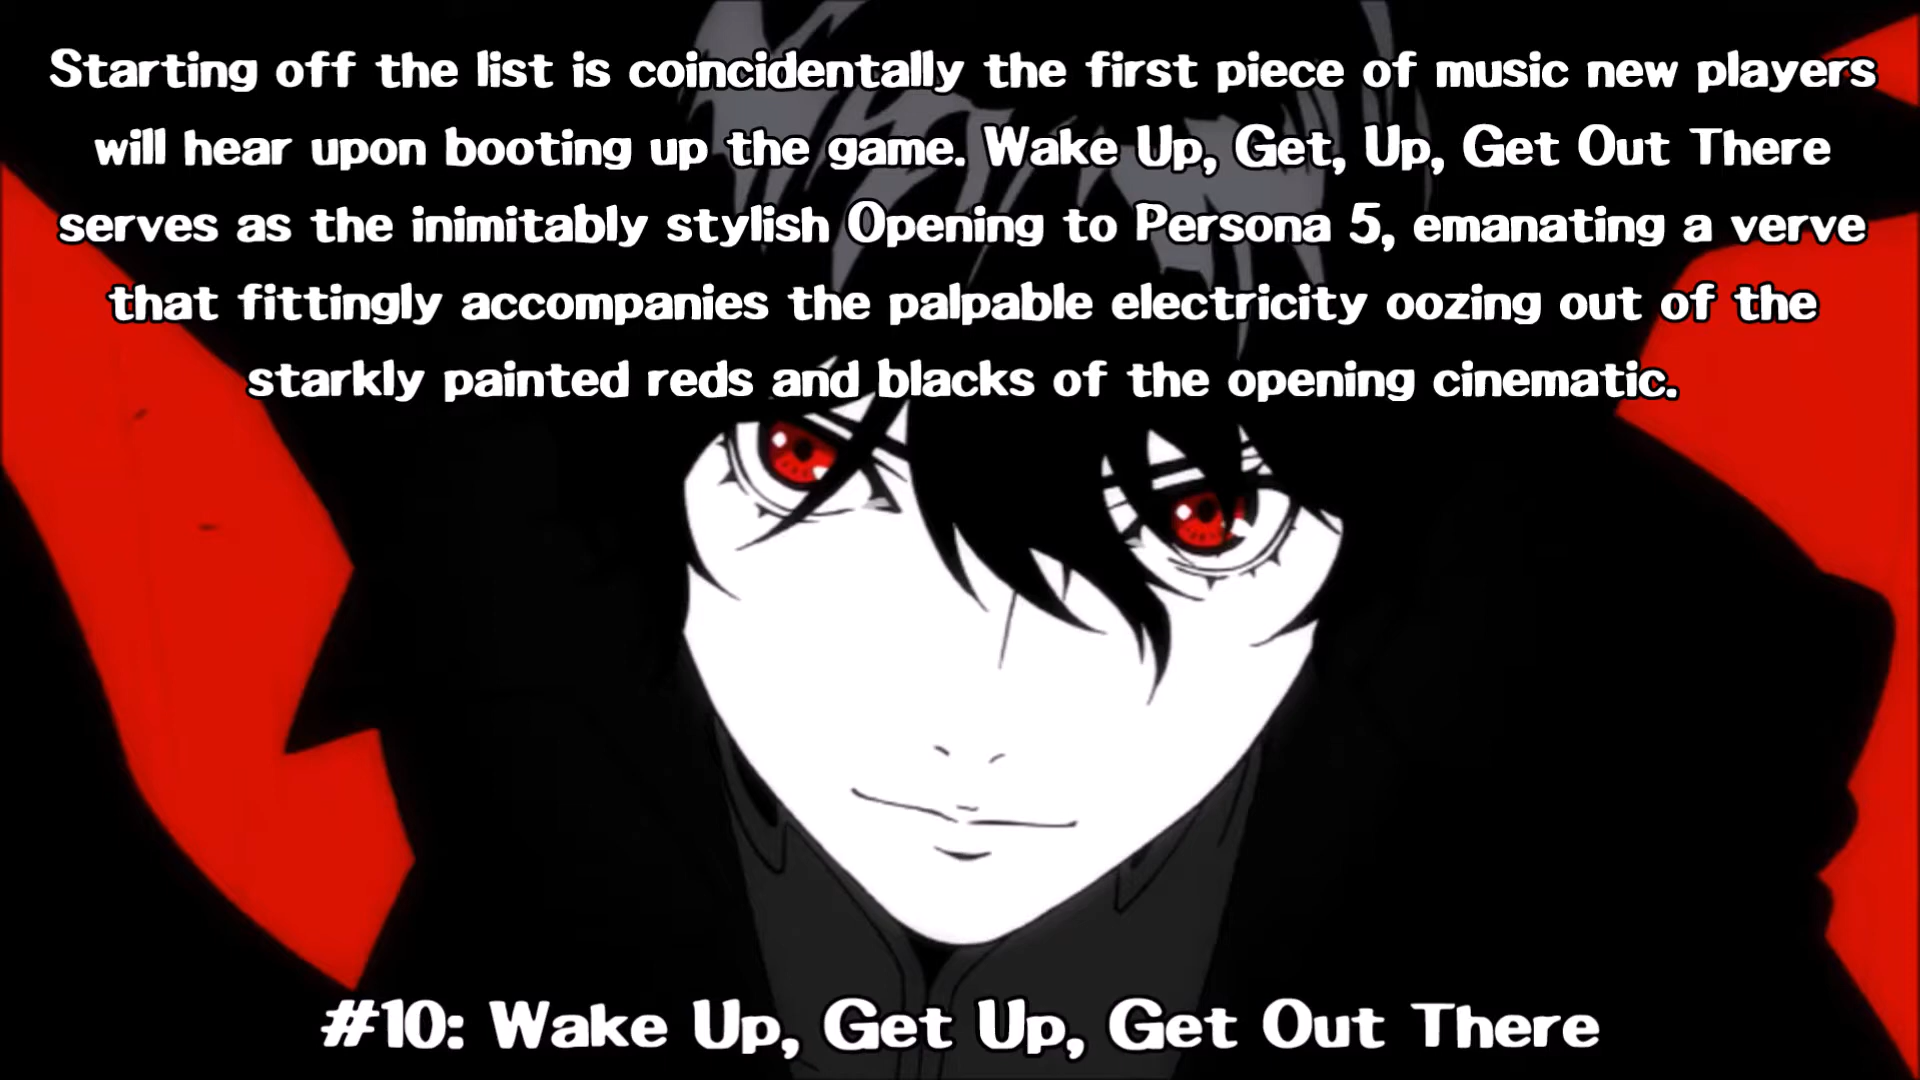 Starting off the list is coincidentally the first piece of music new players
will hear upon booting up the game. Wake Up, Get, Up, Get Out There
serves as the inimitably stylish Opening to Persona 5, emanating a verve
that fittingly accompanies the palpable electricity oozing out of the
starkly painted reds and blacks of the opening cinematic.
#10: Wake Up, Get Up, Get Out There